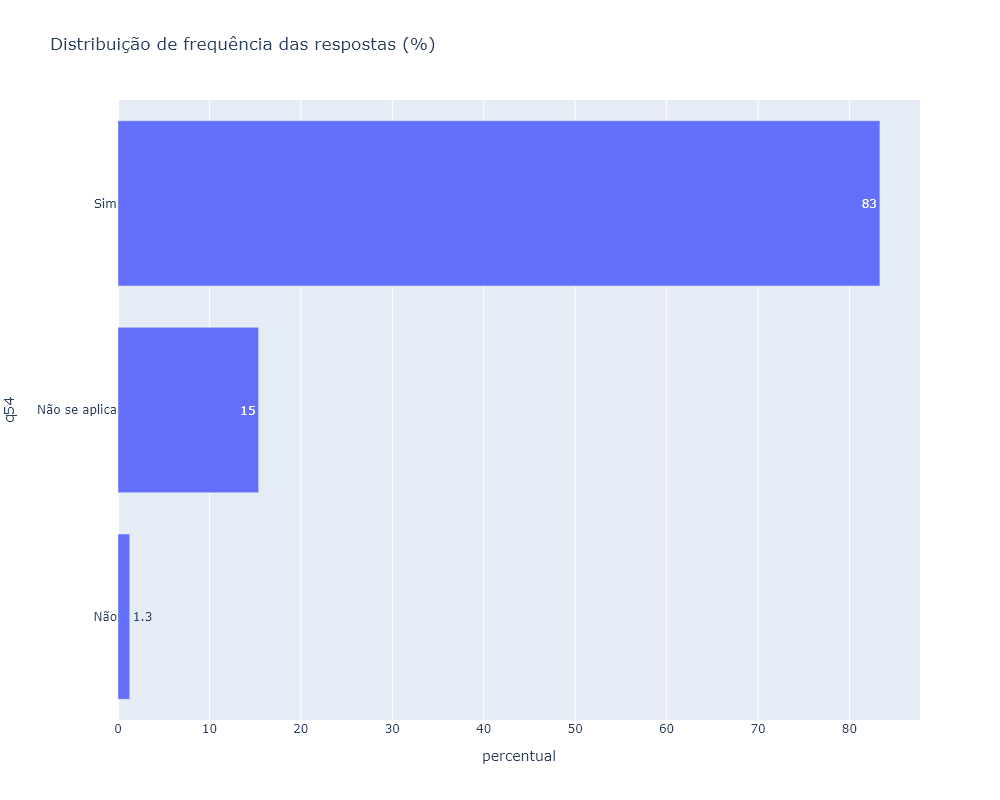 Distribuição de frequência das respostas (%)
Sim
83
Não se aplica
15
q54
Não
1.3
0 10 20 30 40 50 60 70 80
percentual